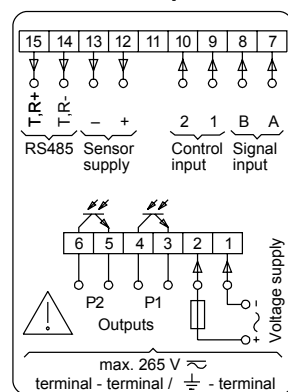 15 14 13 12 11 10 9 8 7
T,R+ T,R- – + 2 1 B A
RS485 Sensor supply Control input Signal input
6 5 4 3 2 1
P2 P1
Outputs
- +
Voltage supply
max. 265 V
terminal - terminal / - terminal